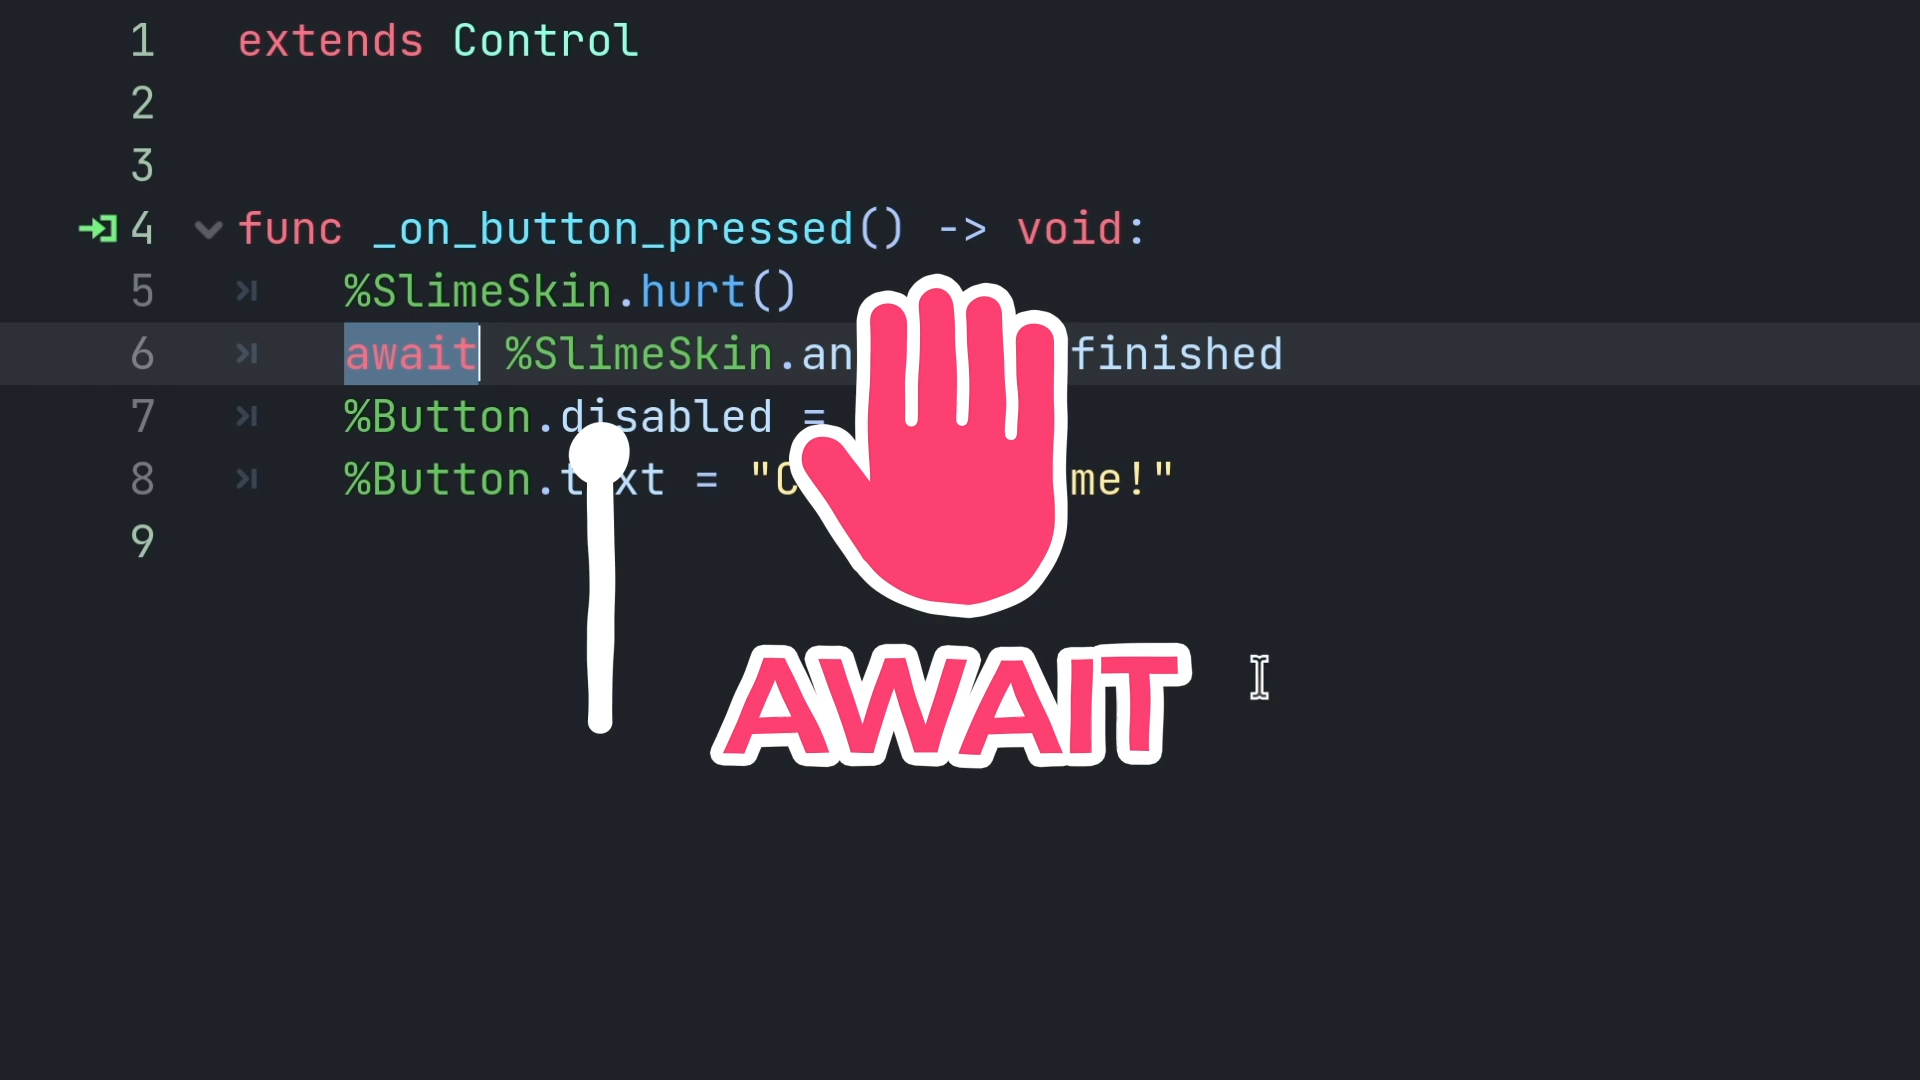 1 extends Control
2
3
4 func _on_button_pressed() -> void:
5 %SlimeSkin.hurt()
6 await %SlimeSkin.an finished
7 %Button.disabled =
8 %Button.text = "C me!"
9
AWAIT